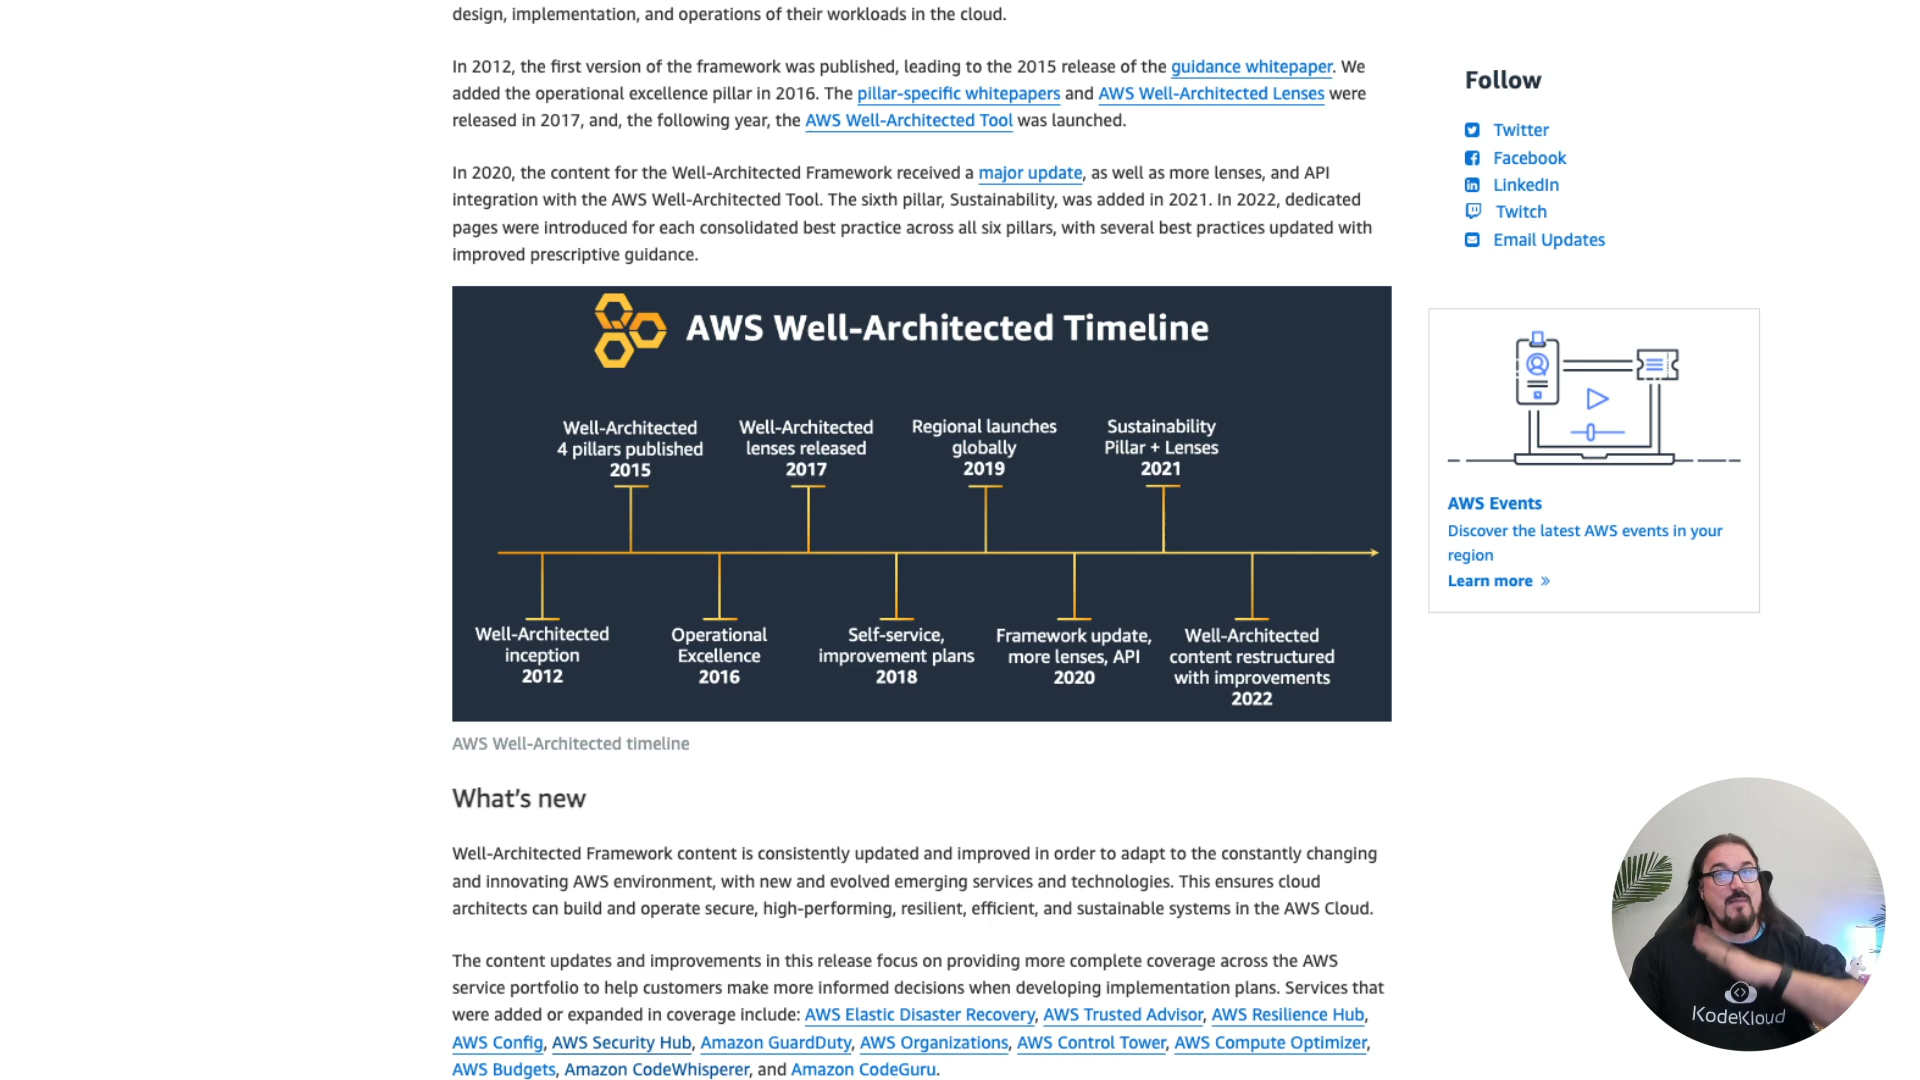 design, implementation, and operations of their workloads in the cloud.
In 2012, the first version of the framework was published, leading to the 2015 release of the guidance whitepaper. We
added the operational excellence pillar in 2016. The pillar-specific whitepapers and AWS Well-Architected Lenses were
released in 2017, and, the following year, the AWS Well-Architected Tool was launched.
In 2020, the content for the Well-Architected Framework received a major update, as well as more lenses, and API
integration with the AWS Well-Architected Tool. The sixth pillar, Sustainability, was added in 2021. In 2022, dedicated
pages were introduced for each consolidated best practice across all six pillars, with several best practices updated with
improved prescriptive guidance.
AWS Well-Architected Timeline
Well-Architected
4 pillars published
2015
Well-Architected
lenses released
2017
Regional launches
globally
2019
Sustainability
Pillar + Lenses
2021
Well-Architected
inception
2012
Operational
Excellence
2016
Self-service,
improvement plans
2018
Framework update,
more lenses, API
2020
Well-Architected
content restructured
with improvements
2022
AWS Well-Architected timeline
What's new
Well-Architected Framework content is consistently updated and improved in order to adapt to the constantly changing
and innovating AWS environment, with new and evolved emerging services and technologies. This ensures cloud
architects can build and operate secure, high-performing, resilient, efficient, and sustainable systems in the AWS Cloud.
The content updates and improvements in this release focus on providing more complete coverage across the AWS
service portfolio to help customers make more informed decisions when developing implementation plans. Services that
were added or expanded in coverage include: AWS Elastic Disaster Recovery, AWS Trusted Advisor, AWS Resilience Hub,
AWS Config, AWS Security Hub, Amazon GuardDuty, AWS Organizations, AWS Control Tower, AWS Compute Optimizer,
AWS Budgets, Amazon CodeWhisperer, and Amazon CodeGuru.
Follow
Twitter
Facebook
LinkedIn
Twitch
Email Updates
AWS Events
Discover the latest AWS events in your
region
Learn more »
KodeKloud